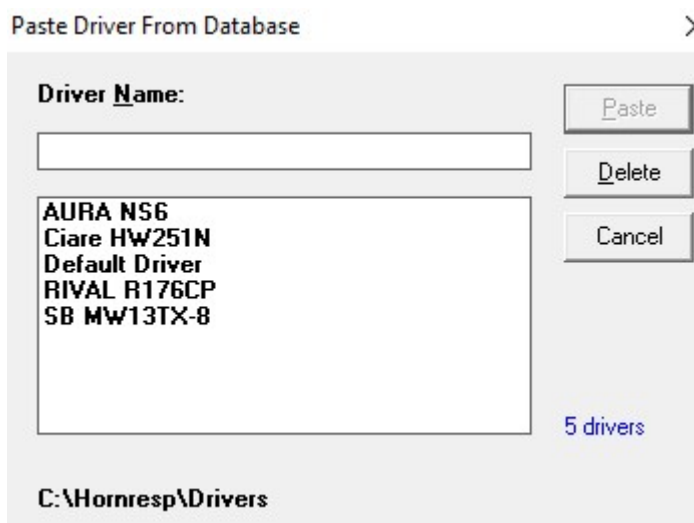 Paste Driver From Database
Driver Name:
Paste
Delete
AURA NS6
Ciare HW251N
Default Driver
RIVAL R176CP
SB MW13TX-8
Cancel
5 drivers
C:\Hornresp\Drivers